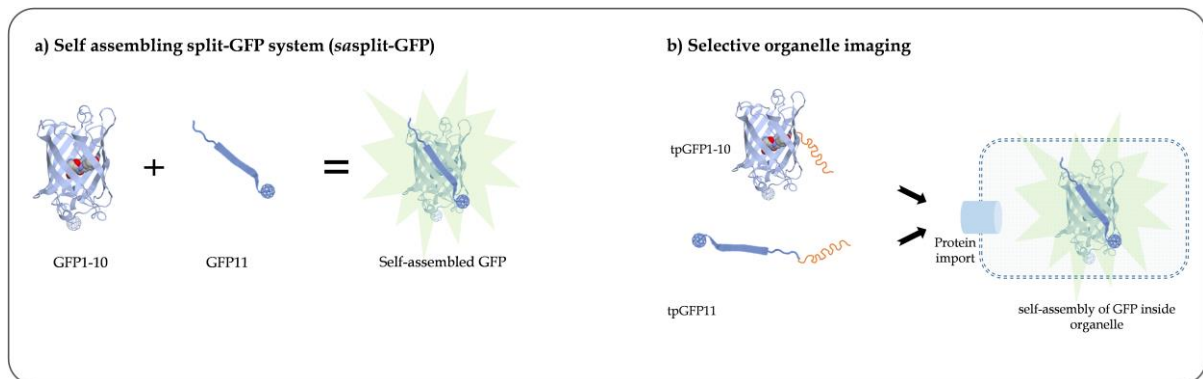 a) Self assembling split-GFP system (sasplit-GFP)
+
=
GFP1-10
GFP11
Self-assembled GFP
b) Selective organelle imaging
tpGFP1-10
tpGFP11
Protein
import
self-assembly of GFP inside
organelle